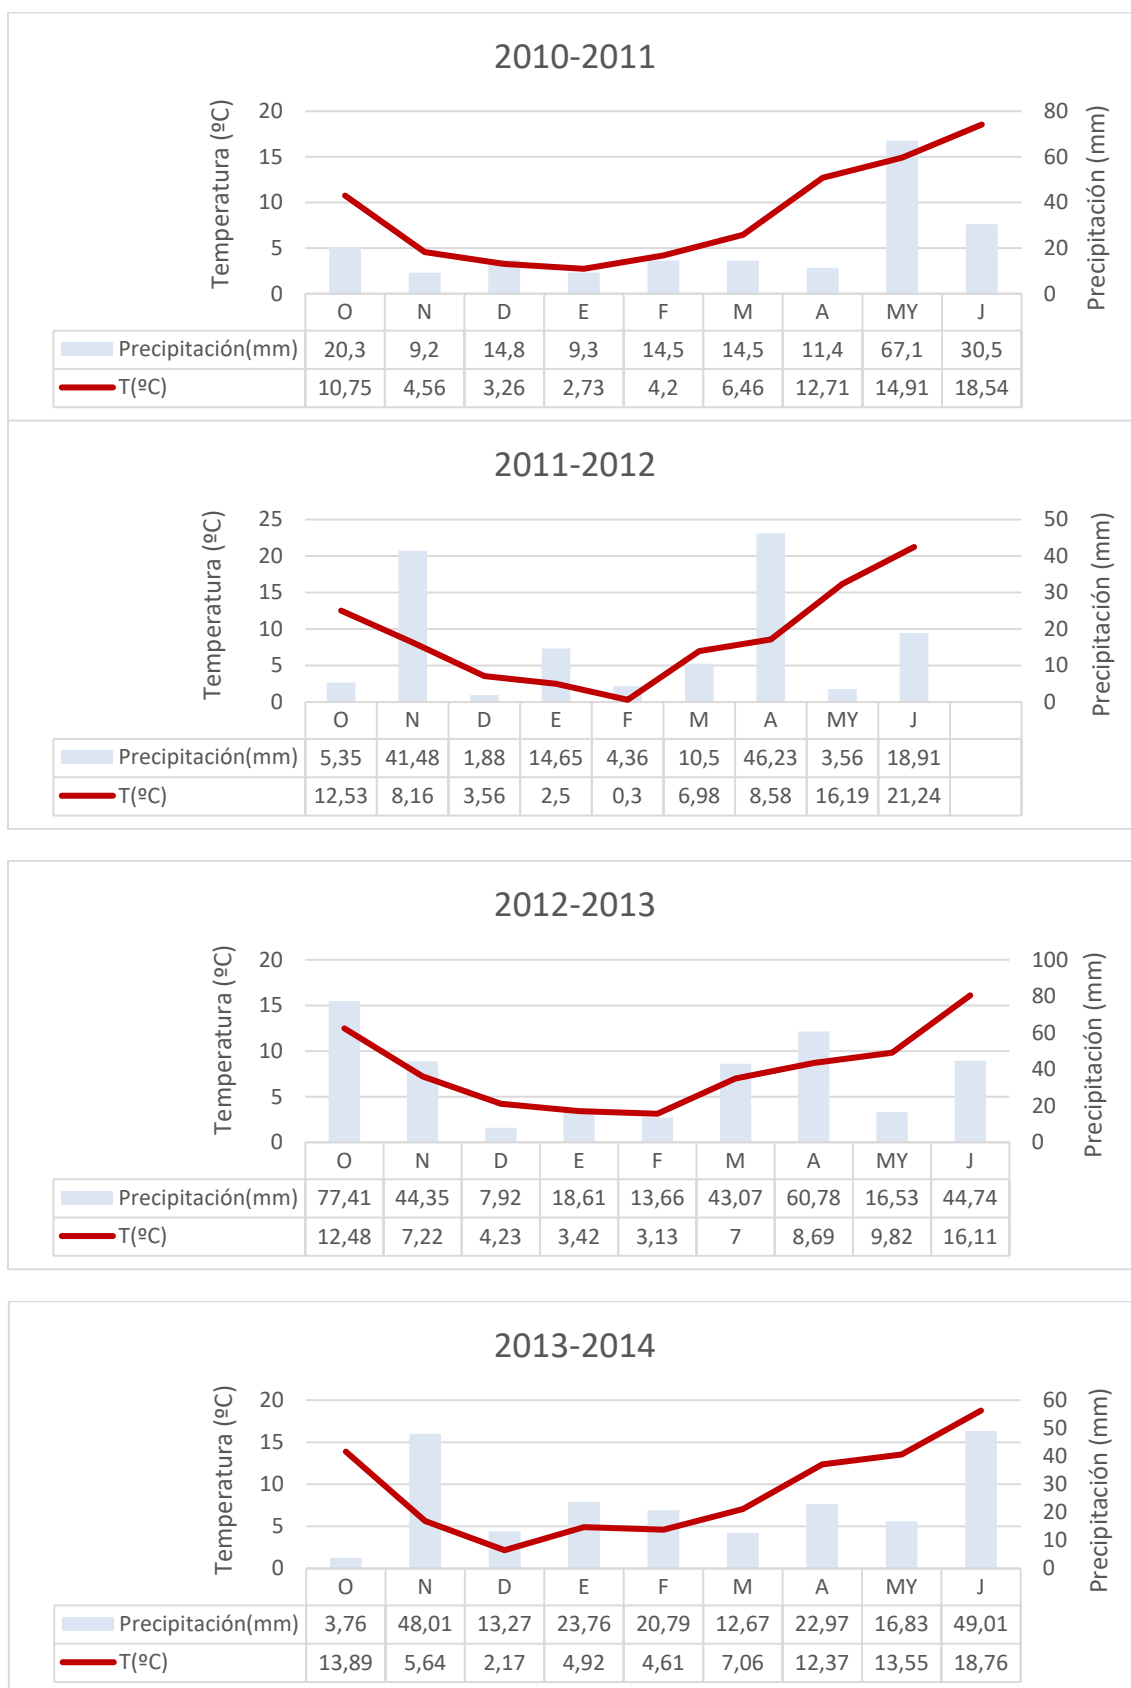 2010-2011
Temperatura (ºC)
Precipitación (mm)
20 80
15 60
10 40
5 20
0 0
O N D E F M A MY J
Precipitación(mm) 20,3 9,2 14,8 9,3 14,5 14,5 11,4 67,1 30,5
T(ºC) 10,75 4,56 3,26 2,73 4,2 6,46 12,71 14,91 18,54
2011-2012
Temperatura (ºC)
Precipitación (mm)
25 50
20 40
15 30
10 20
5 10
0 0
O N D E F M A MY J
Precipitación(mm) 5,35 41,48 1,88 14,65 4,36 10,5 46,23 3,56 18,91
T(ºC) 12,53 8,16 3,56 2,5 0,3 6,98 8,58 16,19 21,24
2012-2013
Temperatura (ºC)
Precipitación (mm)
20 100
15 80
10 60
5 40
0 20
0
O N D E F M A MY J
Precipitación(mm) 77,41 44,35 7,92 18,61 13,66 43,07 60,78 16,53 44,74
T(ºC) 12,48 7,22 4,23 3,42 3,13 7 8,69 9,82 16,11
2013-2014
Temperatura (ºC)
Precipitación (mm)
20 60
15 50
10 40
5 30
0 20
10
0
O N D E F M A MY J
Precipitación(mm) 3,76 48,01 13,27 23,76 20,79 12,67 22,97 16,83 49,01
T(ºC) 13,89 5,64 2,17 4,92 4,61 7,06 12,37 13,55 18,76